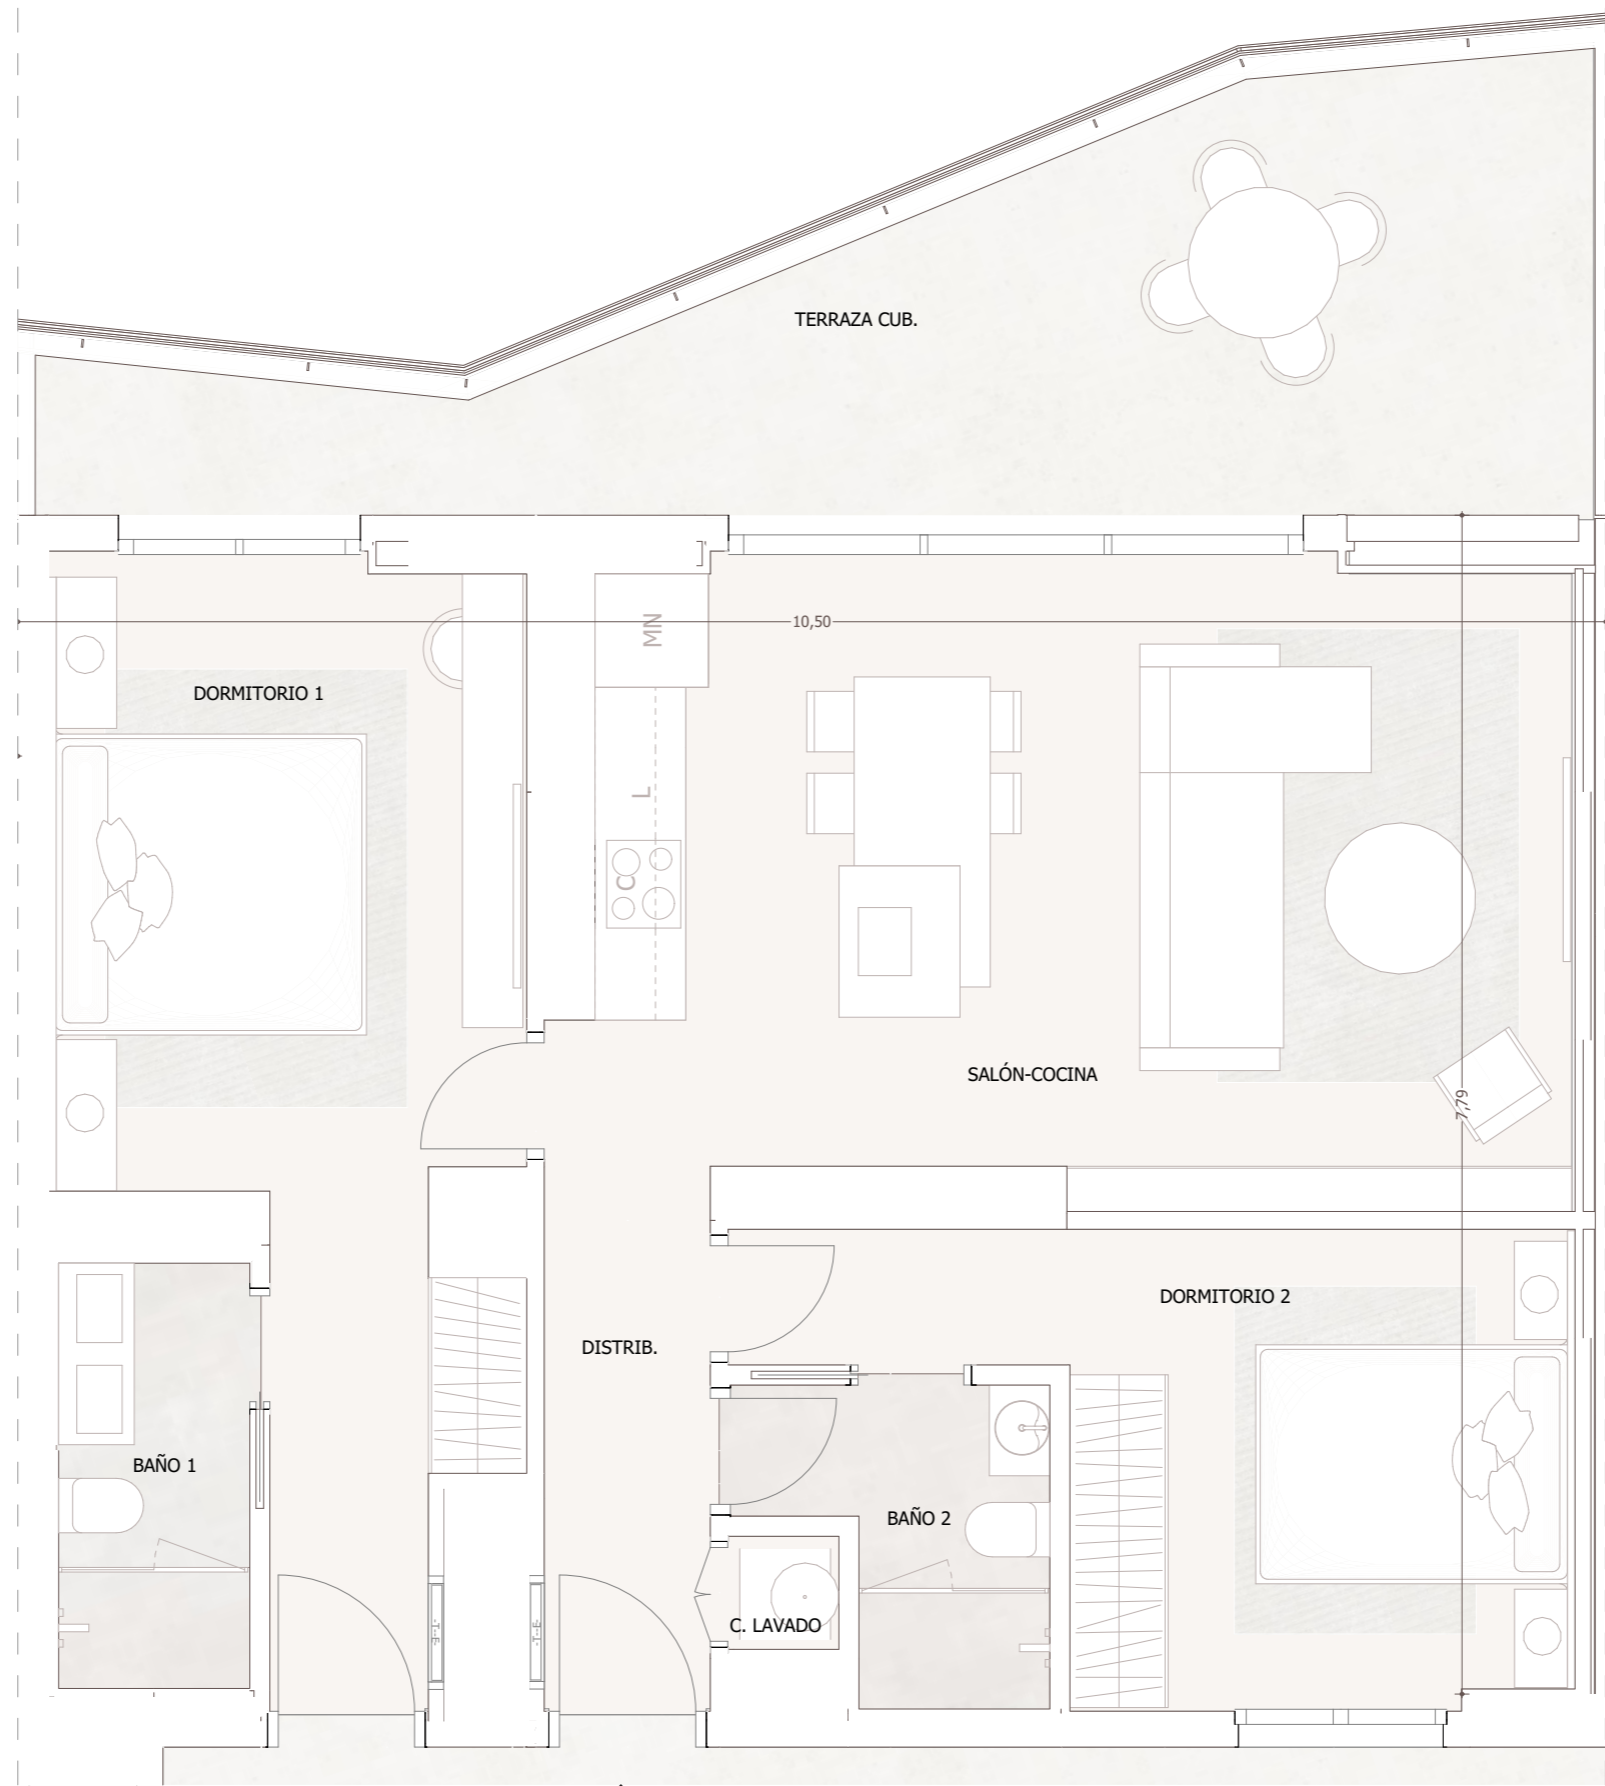 TERRAZA CUB.
10,50
MN
DORMITORIO 1
L
C
SALÓN-COCINA
7,79
DORMITORIO 2
DISTRIB.
BAÑO 1
BAÑO 2
C. LAVADO